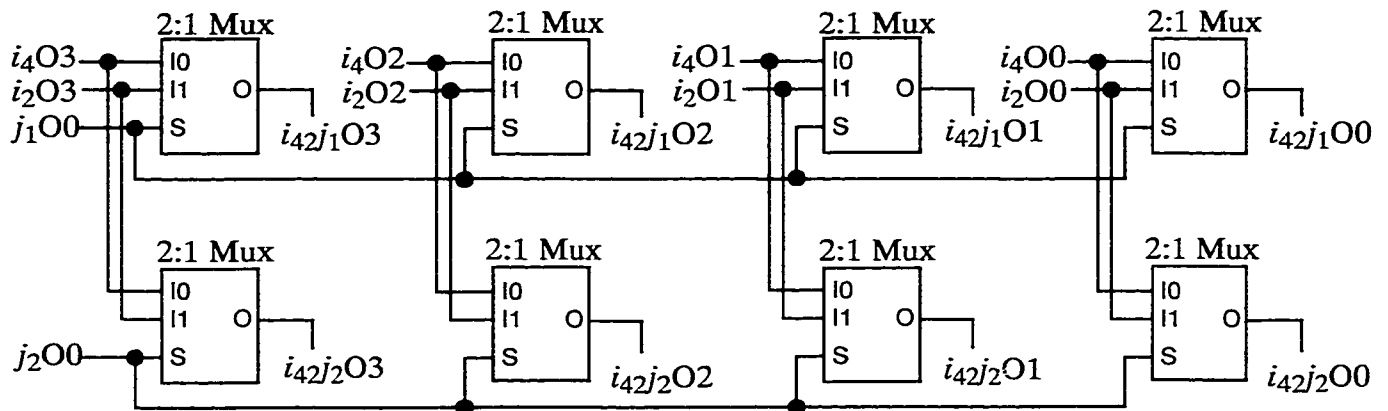 2:1 Mux 2:1 Mux 2:1 Mux 2:1 Mux
i₄O3 I0 i₄O2 I0 i₄O1 I0 i₄O0 I0
i₂O3 I1 O i₂O2 I1 O i₂O1 I1 O i₂O0 I1 O
j₁O0 S i₄₂j₁O3 S i₄₂j₁O2 S i₄₂j₁O1 S i₄₂j₁O0
2:1 Mux 2:1 Mux 2:1 Mux 2:1 Mux
I0 I0 I0 I0
I1 O I1 O I1 O I1 O
j₂O0 S i₄₂j₂O3 S i₄₂j₂O2 S i₄₂j₂O1 S i₄₂j₂O0